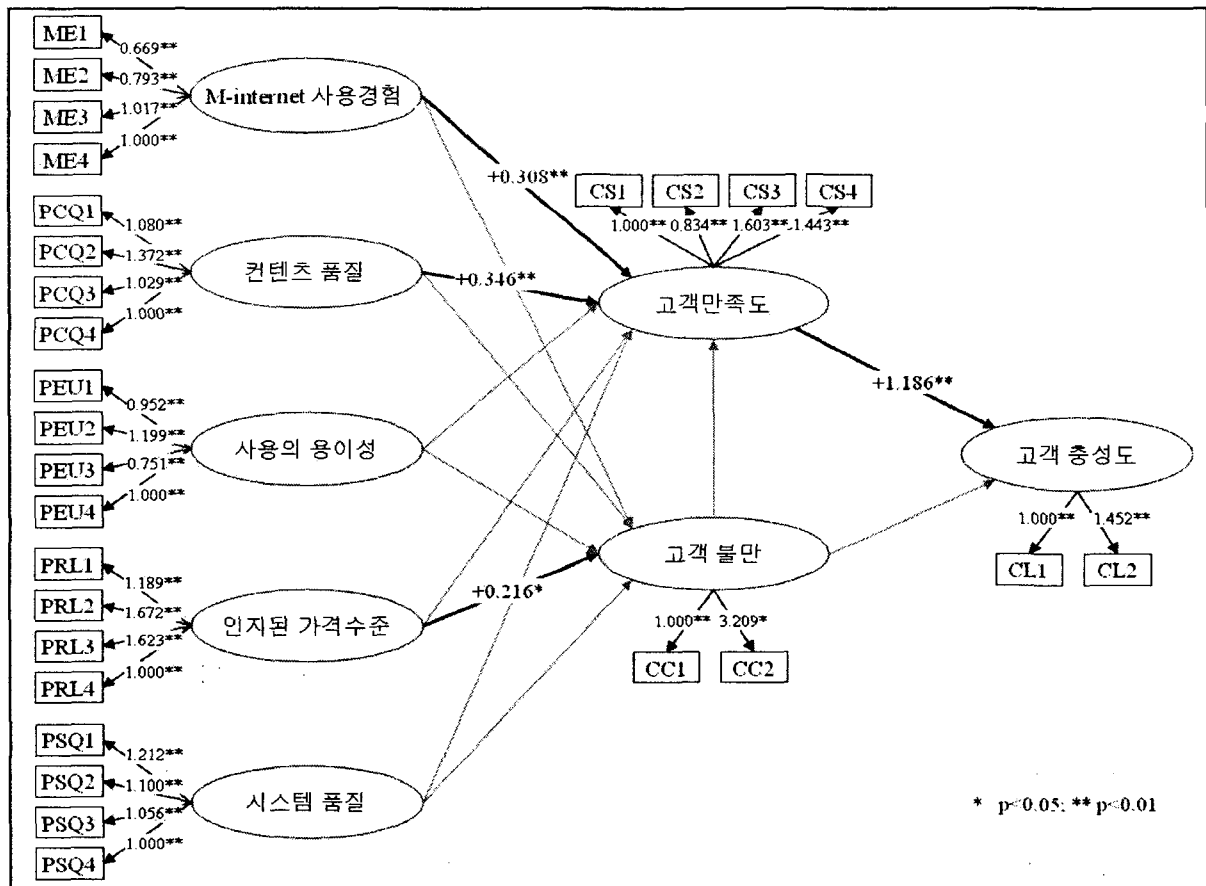 ME1
0.669**
ME2
0.793**
ME3
1.017**
ME4
1.000**
M-internet 사용경험
PCQ1
1.080**
PCQ2
1.372**
PCQ3
1.029**
PCQ4
1.000**
컨텐츠 품질
PEU1
0.952**
PEU2
1.199**
PEU3
0.751**
PEU4
1.000**
사용의 용이성
PRL1
1.189**
PRL2
1.672**
PRL3
1.623**
PRL4
1.000**
인지된 가격수준
PSQ1
1.212**
PSQ2
1.100**
PSQ3
1.056**
PSQ4
1.000**
시스템 품질
+0.308**
+0.346**
+0.216*
CS1 CS2 CS3 CS4
1.000** 0.834** 1.603** 1.443**
고객만족도
+1.186**
고객 불만
1.000** 3.209*
CC1 CC2
고객 충성도
1.000** 1.452**
CL1 CL2
* p<0.05; ** p<0.01